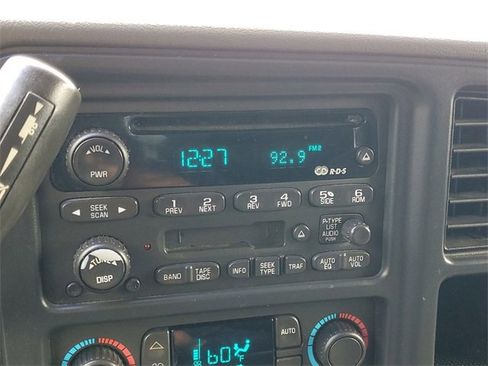 VOL
PWR
12:27 92.9 FM2
R·D·S
SEEK
SCAN
1 PREV
2 NEXT
3 REV
4 FWD
5 SIDE
6 RDM
P-TYPE
LIST
AUDIO
PUSH
TUNE
DISP
BAND
TAPE
DISC
INFO
SEEK
TYPE
TRAF
AUTO
EQ
AUTO
VOL
AUTO
60°F